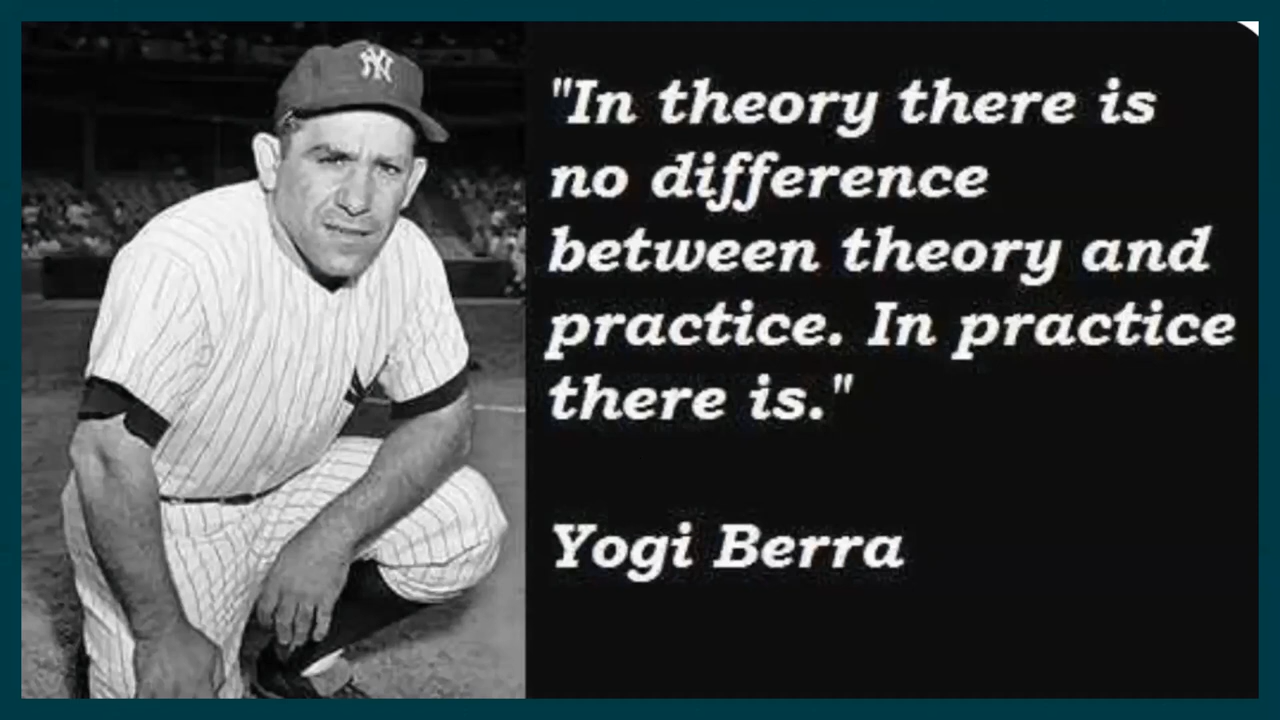 NY
"In theory there is
no difference
between theory and
practice. In practice
there is."
Yogi Berra